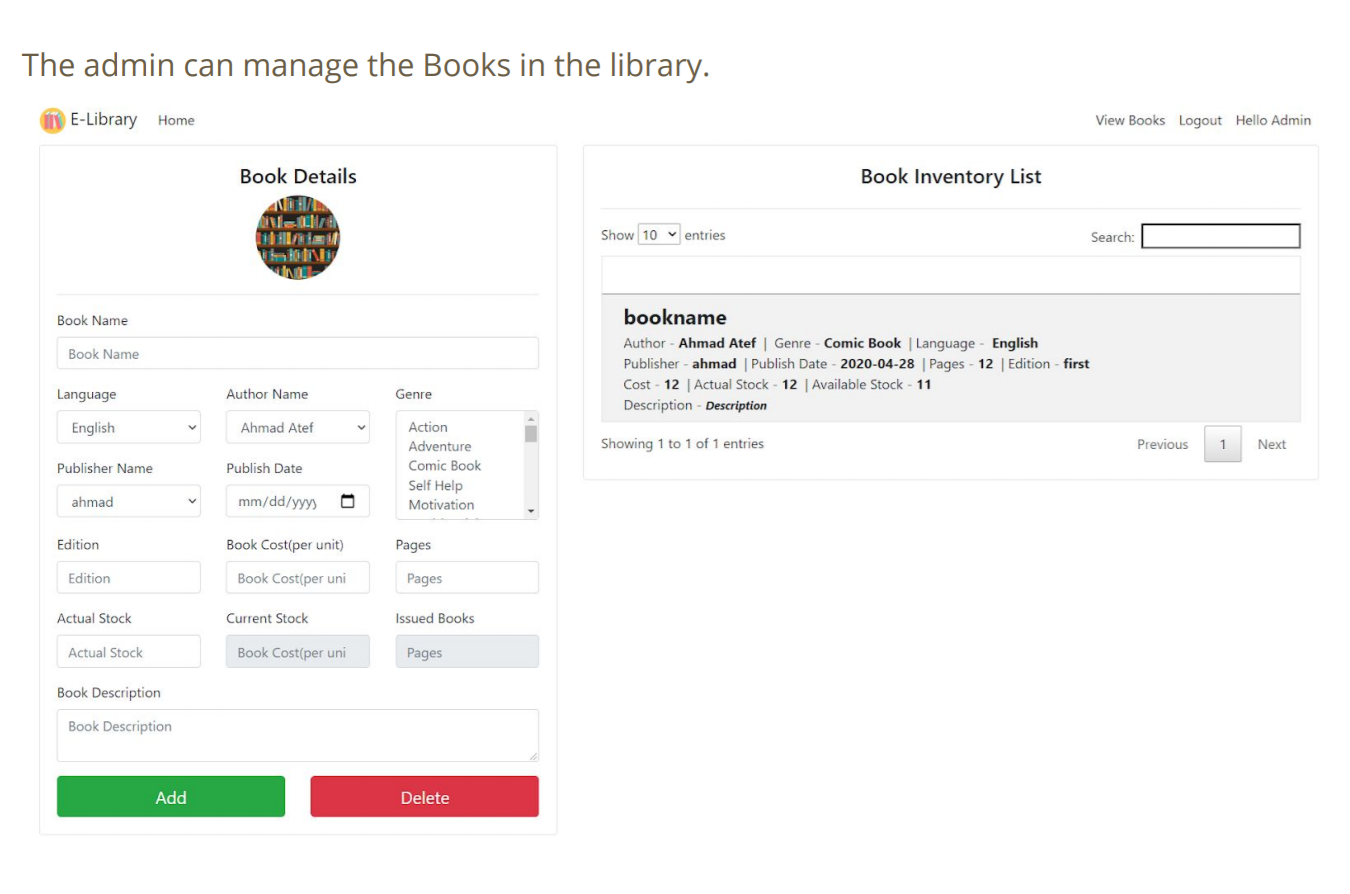 The admin can manage the Books in the library.
E-Library Home View Books Logout Hello Admin
Book Details
Book Name
Book Name
Language Author Name Genre
English Ahmad Atef
Action
Adventure
Comic Book
Self Help
Motivation
Publisher Name Publish Date
ahmad mm/dd/yyyy
Edition Book Cost(per unit) Pages
Edition Book Cost(per uni Pages
Actual Stock Current Stock Issued Books
Actual Stock Book Cost(per uni Pages
Book Description
Book Description
Add Delete
Book Inventory List
Show 10 entries Search:
bookname
Author - Ahmad Atef | Genre - Comic Book | Language - English
Publisher - ahmad | Publish Date - 2020-04-28 | Pages - 12 | Edition - first
Cost - 12 | Actual Stock - 12 | Available Stock - 11
Description - Description
Showing 1 to 1 of 1 entries Previous 1 Next